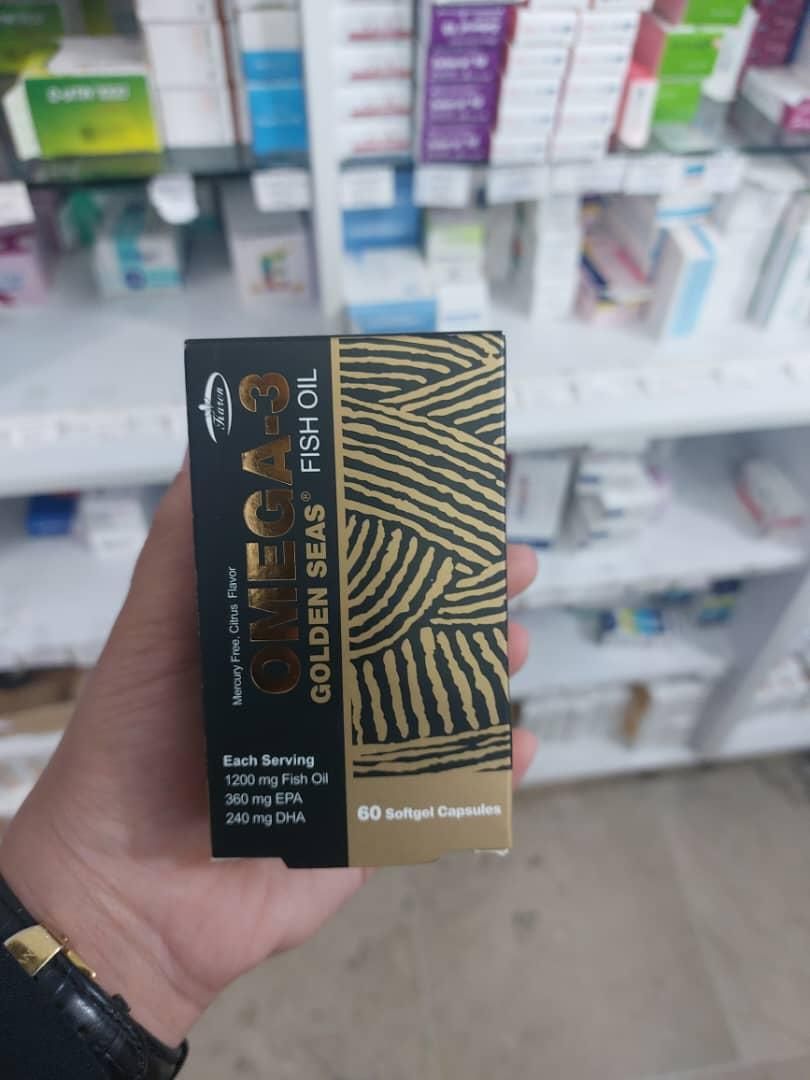 Karen
Mercury Free, Citrus Flavor
OMEGA-3
GOLDEN SEAS®
FISH OIL
Each Serving
1200 mg Fish Oil
360 mg EPA
240 mg DHA
60 Softgel Capsules